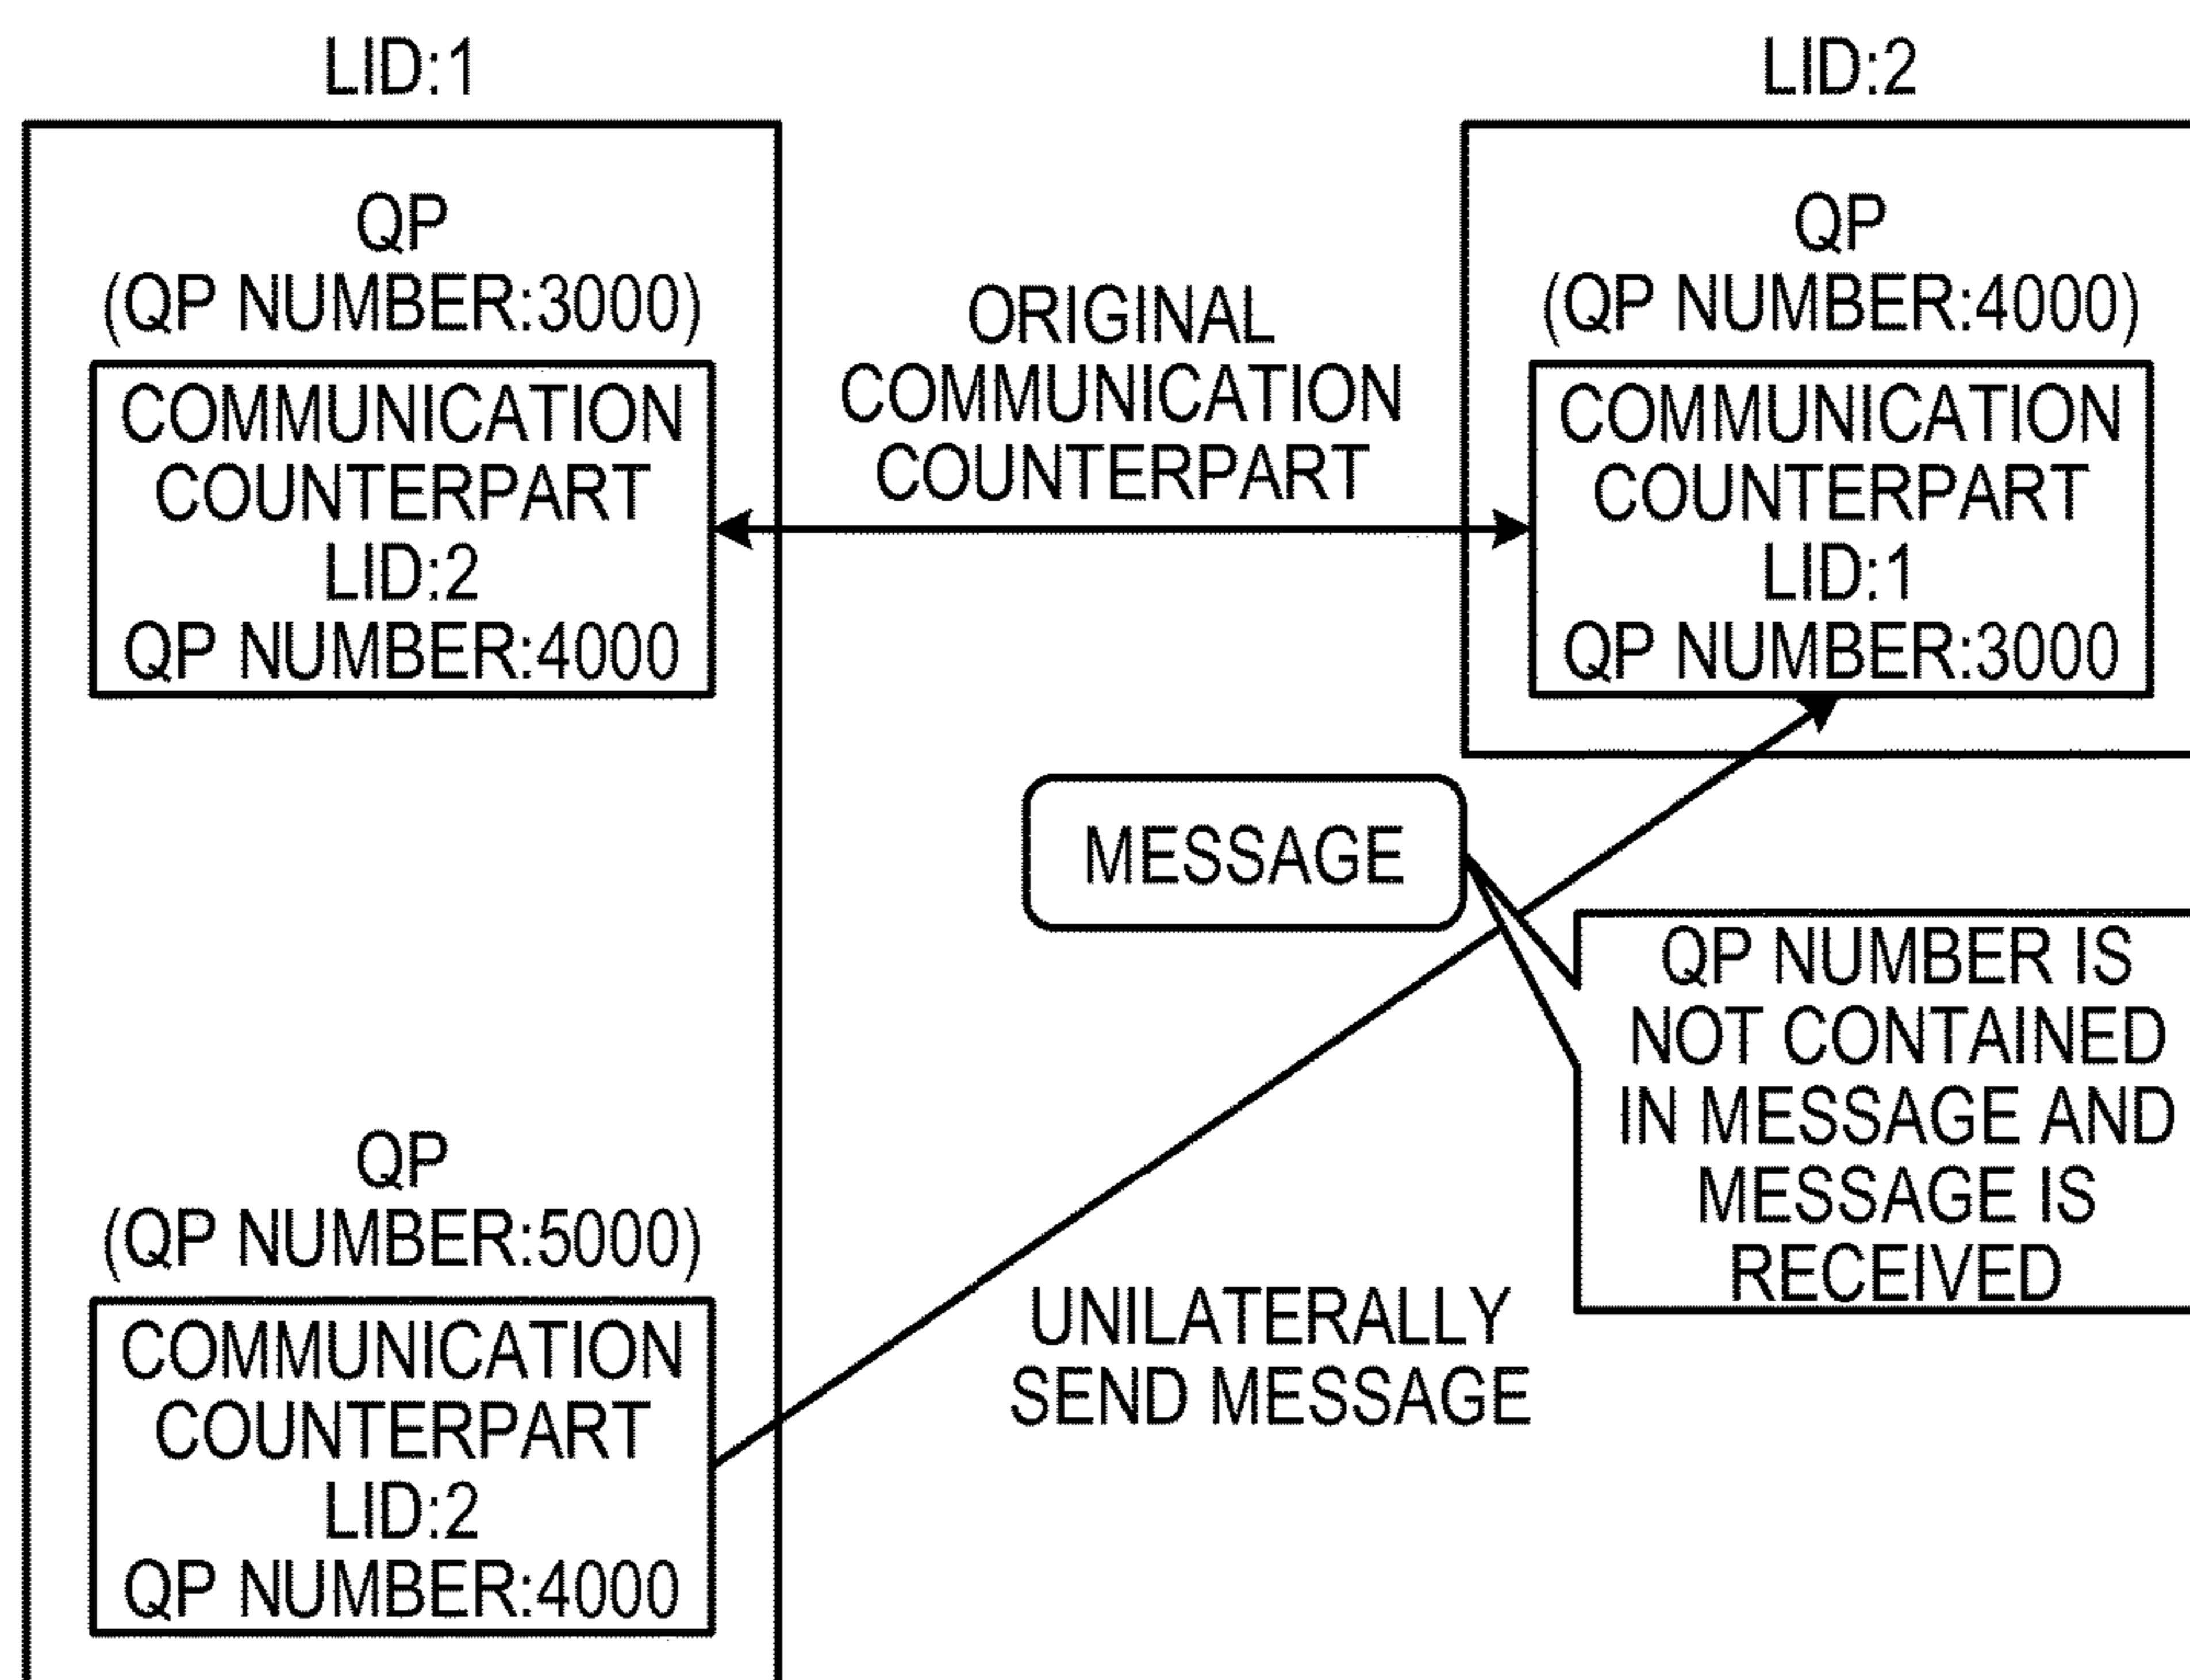 LID:1
QP
(QP NUMBER:3000)
COMMUNICATION
COUNTERPART
LID:2
QP NUMBER:4000
ORIGINAL
COMMUNICATION
COUNTERPART
LID:2
QP
(QP NUMBER:4000)
COMMUNICATION
COUNTERPART
LID:1
QP NUMBER:3000
MESSAGE
QP NUMBER IS
NOT CONTAINED
IN MESSAGE AND
MESSAGE IS
RECEIVED
QP
(QP NUMBER:5000)
COMMUNICATION
COUNTERPART
LID:2
QP NUMBER:4000
UNILATERALLY
SEND MESSAGE